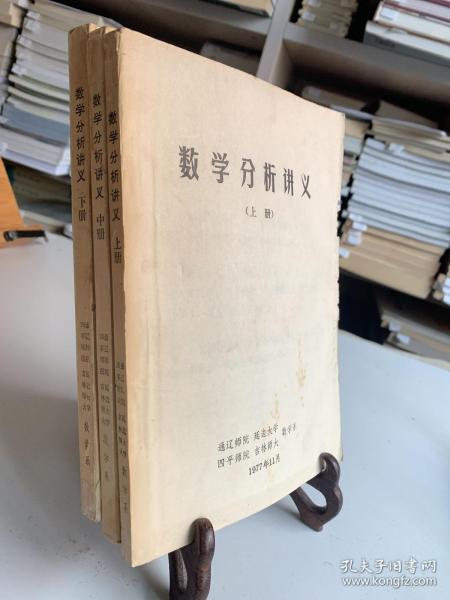 数学分析讲义
(上册)
通辽师院 延边大学 数学系
四平师院 吉林师大
1977年11月
数学分析讲义 上册
数学分析讲义 中册
数学分析讲义 下册
数学系
孔夫子旧书网
www.kongfz.com